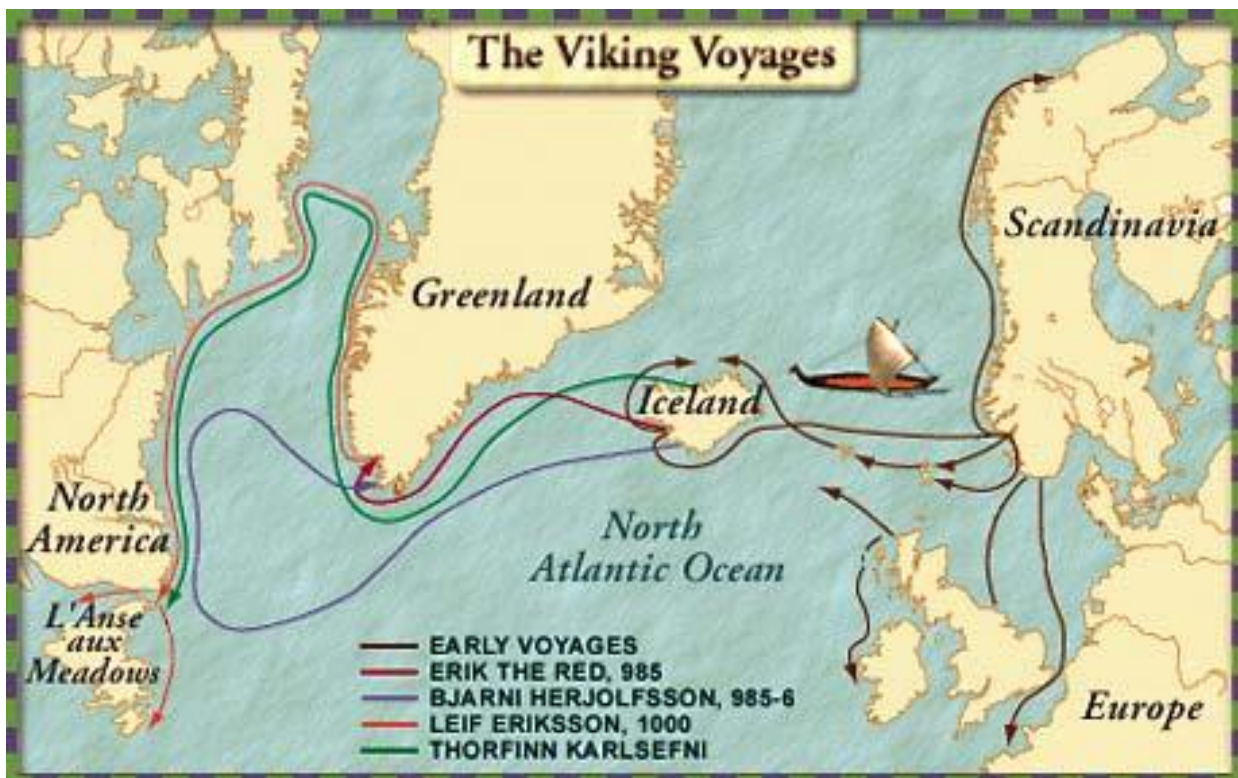 The Viking Voyages
Scandinavia
Greenland
Iceland
North
America
North
Atlantic Ocean
L'Anse
aux
Meadows
Europe
EARLY VOYAGES
ERIK THE RED, 985
BJARNI HERJOLFSSON, 985-6
LEIF ERIKSSON, 1000
THORFINN KARLSEFNI